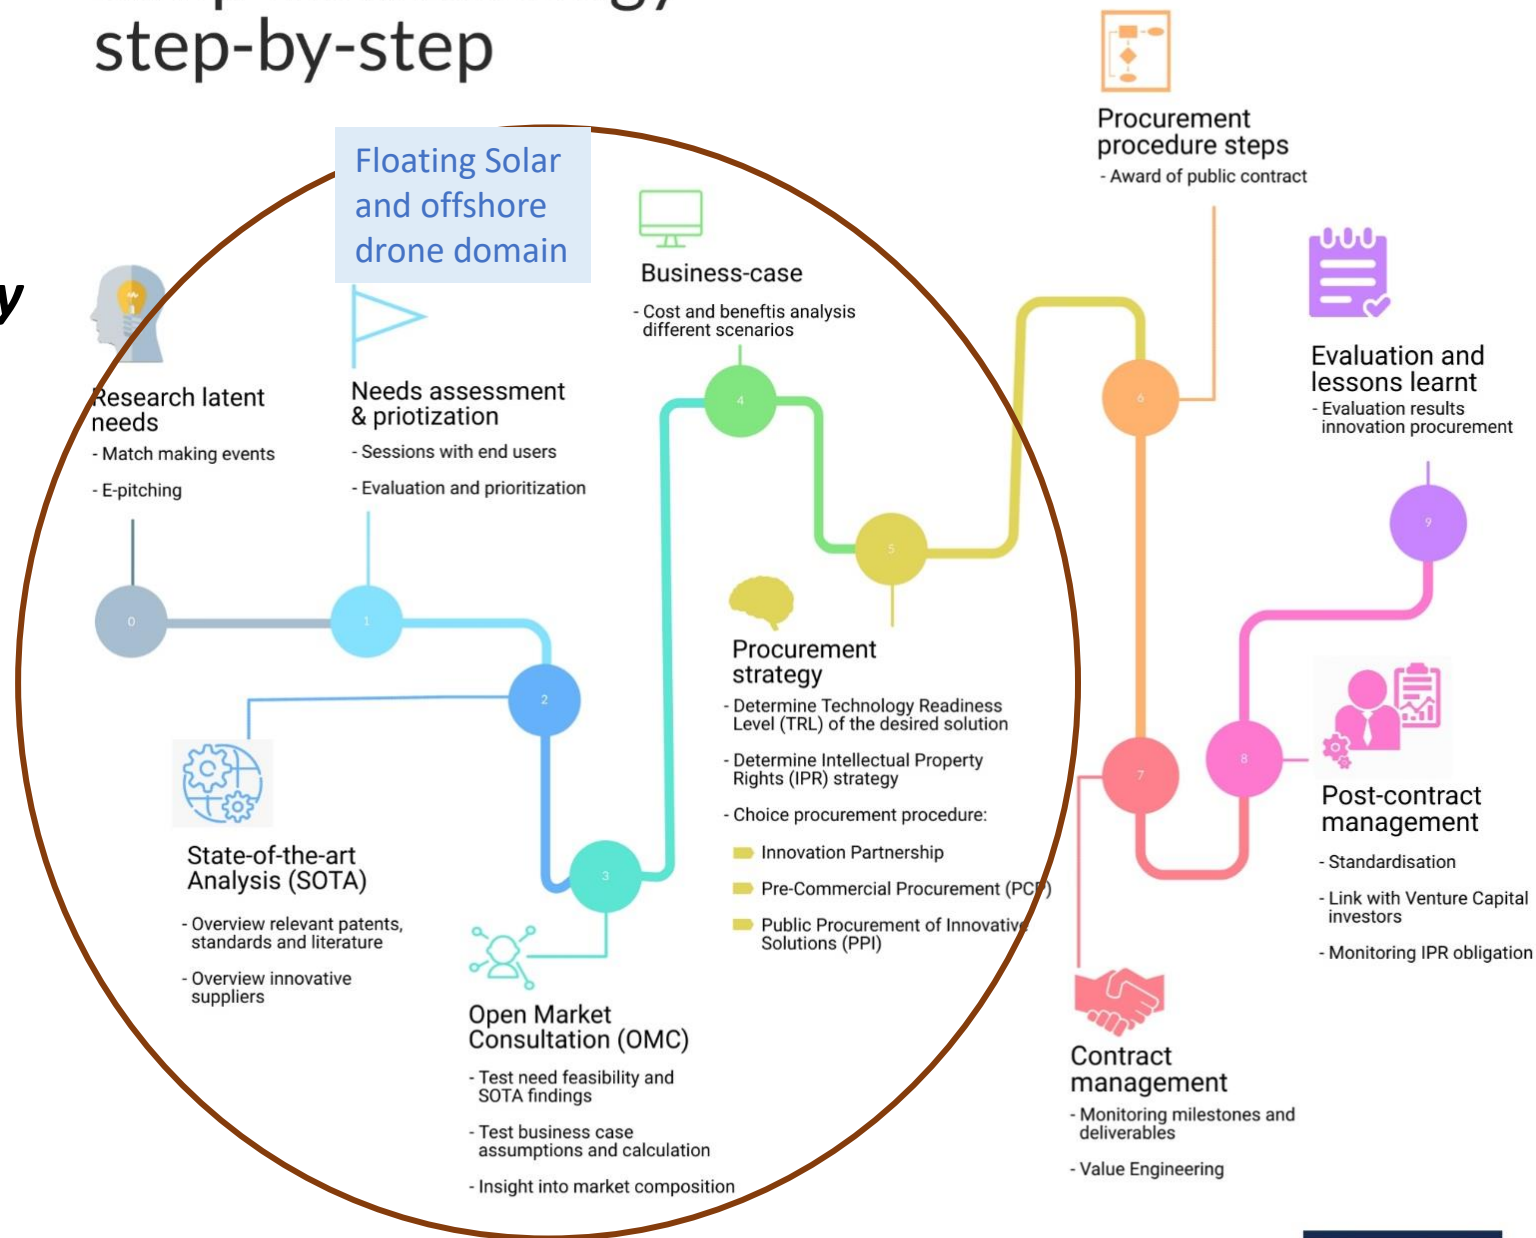 step-by-step
Floating Solar
and offshore
drone domain
y
Research latent
needs
- Match making events
- E-pitching
0
Needs assessment
& priotization
- Sessions with end users
- Evaluation and prioritization
1
2
State-of-the-art
Analysis (SOTA)
- Overview relevant patents,
standards and literature
- Overview innovative
suppliers
3
Open Market
Consultation (OMC)
- Test need feasibility and
SOTA findings
- Test business case
assumptions and calculation
- Insight into market composition
Business-case
- Cost and beneftis analysis
different scenarios
4
5
Procurement
strategy
- Determine Technology Readiness
Level (TRL) of the desired solution
- Determine Intellectual Property
Rights (IPR) strategy
- Choice procurement procedure:
Innovation Partnership
Pre-Commercial Procurement (PCP)
Public Procurement of Innovative
Solutions (PPI)
Procurement
procedure steps
- Award of public contract
6
7
Contract
management
- Monitoring milestones and
deliverables
- Value Engineering
8
Post-contract
management
- Standardisation
- Link with Venture Capital
investors
- Monitoring IPR obligation
Evaluation and
lessons learnt
- Evaluation results
innovation procurement
9